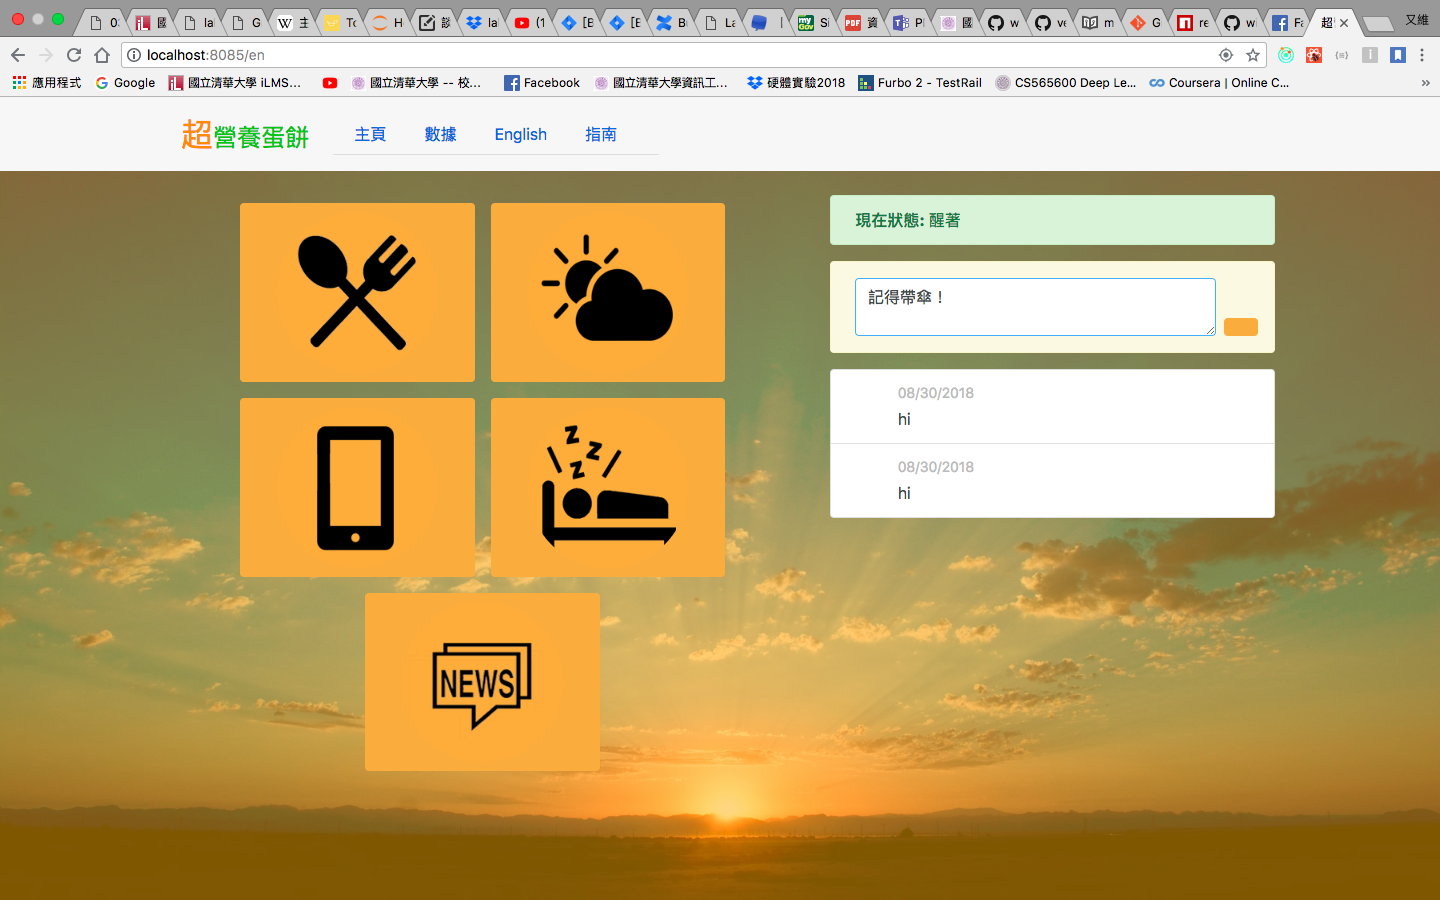 0:
國
la
G
主
To
H
談
la
(1
[B
[E
B
La
|
Si
資
Pl
國
w
ve
m
G
re
w
Fa
超
又維
localhost:8085/en
應用程式
Google
國立清華大學 iLMS...
國立清華大學 -- 校...
Facebook
國立清華大學資訊工...
硬體實驗2018
Furbo 2 - TestRail
CS565600 Deep Le...
Coursera | Online C...
»
超營養蛋餅
主頁
數據
English
指南
現在狀態: 醒著
記得帶傘！
08/30/2018
hi
08/30/2018
hi
z
z
z
NEWS